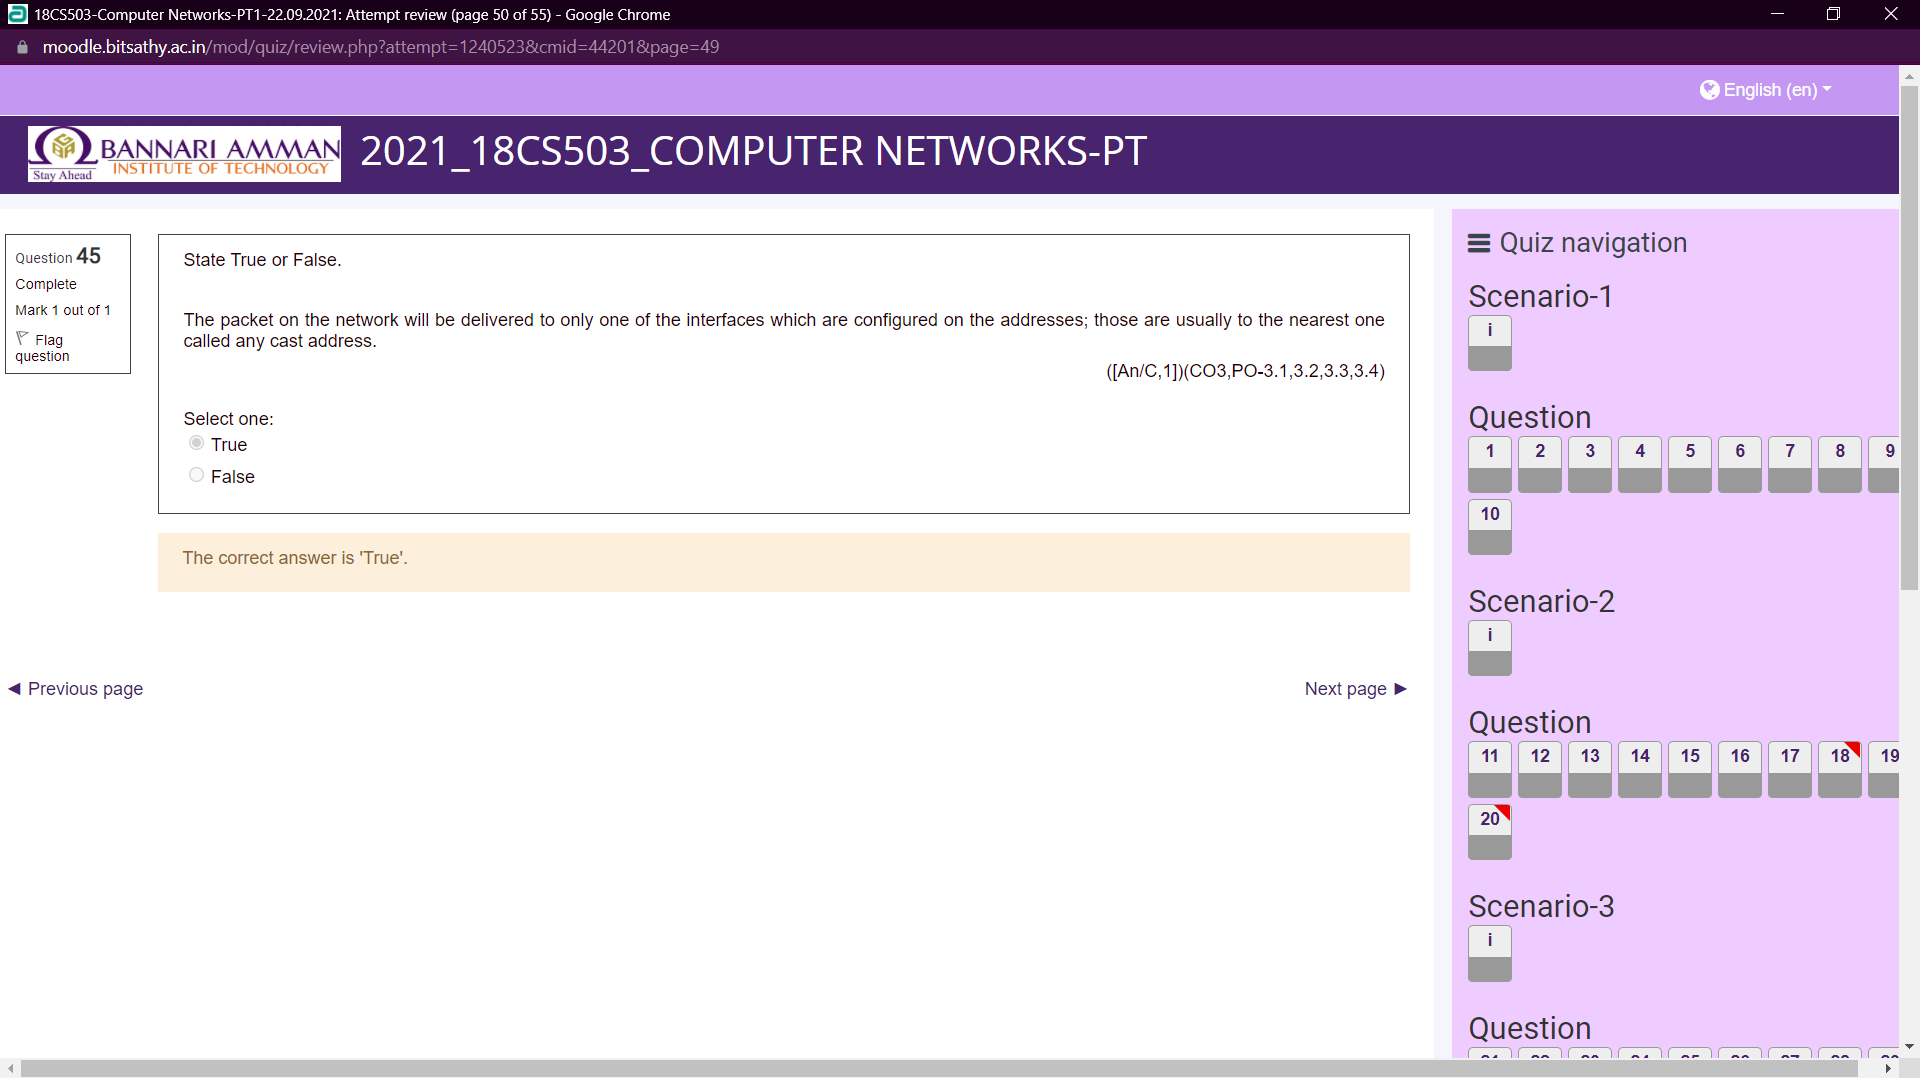 18CS503-Computer Networks-PT1-22.09.2021: Attempt review (page 50 of 55) - Google Chrome
moodle.bitsathy.ac.in/mod/quiz/review.php?attempt=1240523&cmid=44201&page=49
English (en)
BANNARI AMMAN
INSTITUTE OF TECHNOLOGY
Stay Ahead
2021_18CS503_COMPUTER NETWORKS-PT
Question 45
Complete
Mark 1 out of 1
Flag
question
State True or False.
The packet on the network will be delivered to only one of the interfaces which are configured on the addresses; those are usually to the nearest one
called any cast address.
([An/C,1])(CO3,PO-3.1,3.2,3.3,3.4)
Select one:
True
False
The correct answer is 'True'.
◄ Previous page
Next page ►
Quiz navigation
Scenario-1
i
Question
1 2 3 4 5 6 7 8 9
10
Scenario-2
i
Question
11 12 13 14 15 16 17 18 19
20
Scenario-3
i
Question